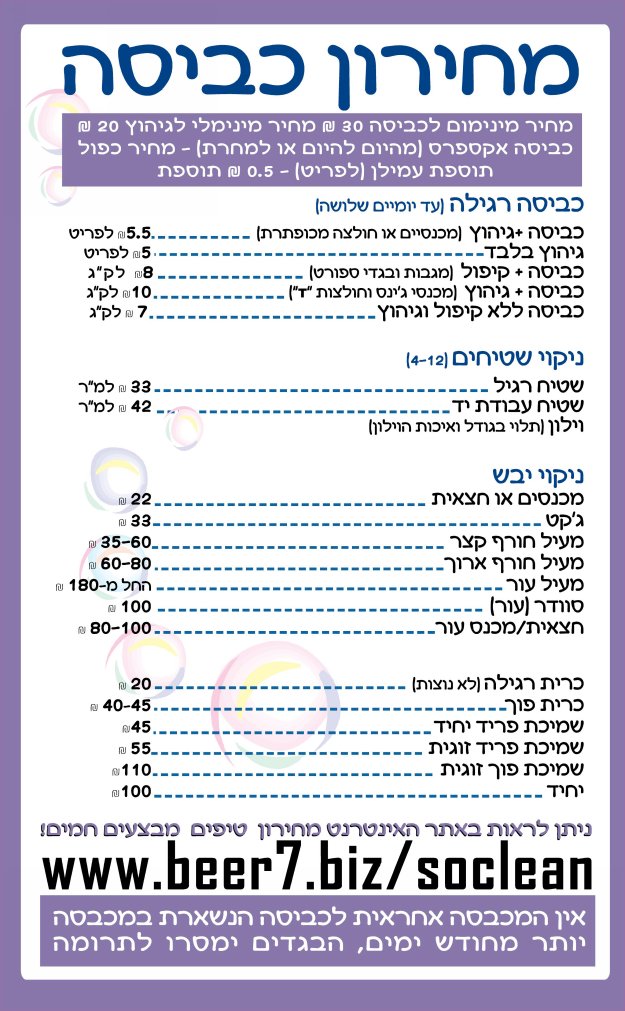 מחירון כביסה
מחיר מינימום לכביסה 30 ₪ מחיר מינימלי לגיהוץ 20 ₪
כביסה אקספרס (מהיום להיום או למחרת) - מחיר כפול
תוספת עמילן (לפריט) - 0.5 ₪ תוספת
כביסה רגילה (עד יומיים שלושה)
כביסה +גיהוץ (מכנסיים או חולצה מכופתרת) 5.5₪ לפריט
גיהוץ בלבד 5₪ לפריט
כביסה + קיפול (מגבות ובגדי ספורט) 8₪ לק"ג
כביסה + גיהוץ (מכנסי ג'ינס וחולצות "T") 10₪ לק"ג
כביסה ללא קיפול וגיהוץ 7 ₪ לק"ג
ניקוי שטיחים (4-12)
שטיח רגיל 33 ₪ למ"ר
שטיח עבודת יד 42 ₪ למ"ר
וילון (תלוי בגודל ואיכות הוילון)
ניקוי יבש
מכנסים או חצאית 22 ₪
ג'קט 33 ₪
מעיל חורף קצר 35-60 ₪
מעיל חורף ארוך 60-80 ₪
מעיל עור החל מ-180 ₪
סוודר (עור) 100 ₪
חצאית/מכנס עור 80-100 ₪
כרית רגילה (לא נוצות) 20 ₪
כרית פוך 40-45 ₪
שמיכת פריד יחיד 45₪
שמיכת פריד זוגית 55 ₪
שמיכת פוך זוגית 110₪
יחיד 100₪
ניתן לראות באתר האינטרנט מחירון טיפים מבצעים חמים!
www.beer7.biz/soclean
אין המכבסה אחראית לכביסה הנשארת במכבסה
יותר מחודש ימים, הבגדים ימסרו לתרומה